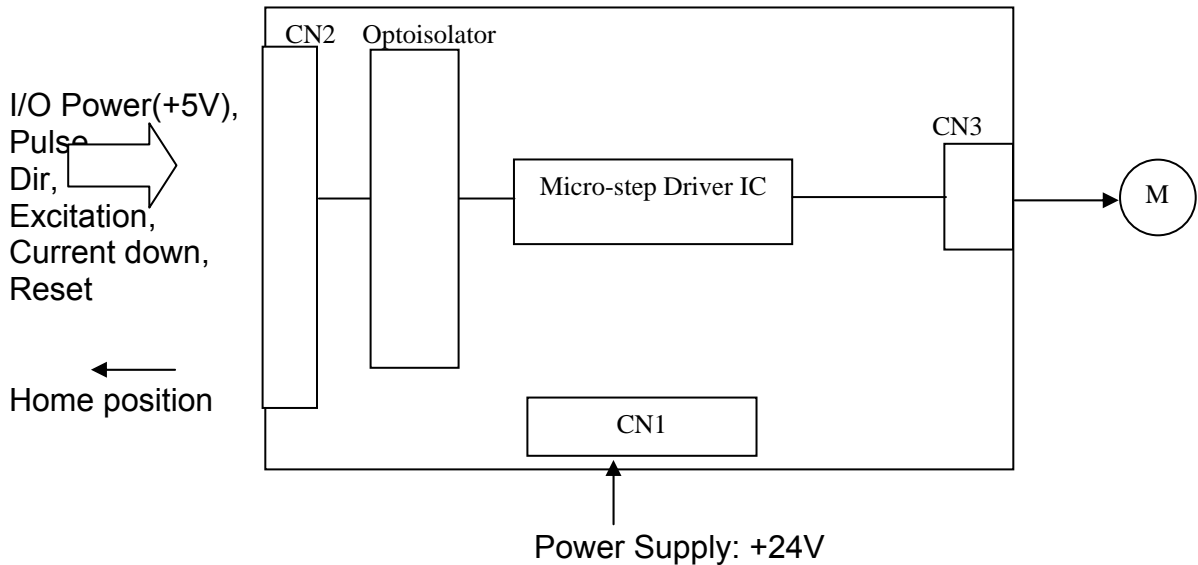 CN2
Optoisolator
I/O Power(+5V),
Pulse
Dir,
Excitation,
Current down,
Reset
Home position
Micro-step Driver IC
CN3
M
CN1
Power Supply: +24V